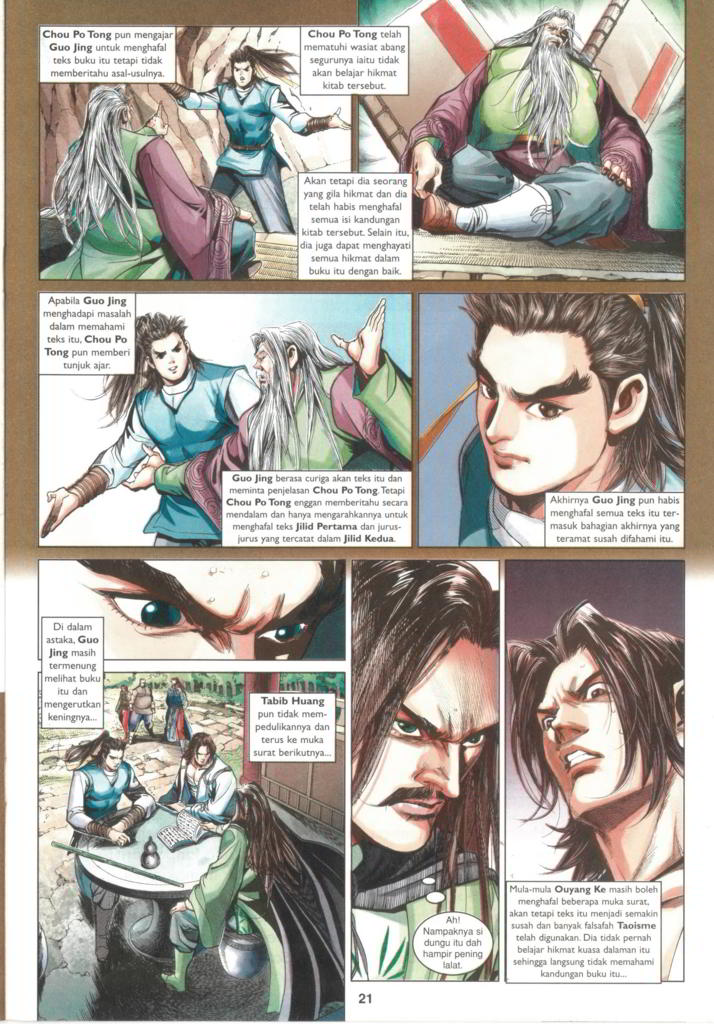 Chou Po Tong pun mengajar
Guo Jing untuk menghafal
teks buku itu tetapi tidak
memberitahu asal-usulnya.
Chou Po Tong telah
mematuhi wasiat abang
segurunya iaitu tidak
akan belajar hikmat
kitab tersebut.
Akan tetapi dia seorang
yang gila hikmat dan dia
telah habis menghafal
semua isi kandungan
kitab tersebut. Selain itu,
dia juga dapat menghayati
semua hikmat dalam
buku itu dengan baik.
Apabila Guo Jing
menghadapi masalah
dalam memahami
teks itu, Chou Po
Tong pun memberi
tunjuk ajar.
Guo Jing berasa curiga akan teks itu dan
meminta penjelasan Chou Po Tong. Tetapi
Chou Po Tong enggan memberitahu secara
mendalam dan hanya mengarahkannya untuk
menghafal teks Jilid Pertama dan jurus-
jurus yang tercatat dalam Jilid Kedua.
Akhirnya Guo Jing pun habis
menghafal semua teks itu ter-
masuk bahagian akhirnya yang
teramat susah difahami itu.
Di dalam
astaka, Guo
Jing masih
termenung
melihat buku
itu dan
mengerutkan
keningnya...
Tabib Huang
pun tidak mem-
pedulikannya dan
terus ke muka
surat berikutnya...
Ah!
Nampaknya si
dungu itu dah
hampir pening
lalat.
Mula-mula Ouyang Ke masih boleh
menghafal beberapa muka surat,
akan tetapi teks itu menjadi semakin
susah dan banyak falsafah Taoisme
telah digunakan. Dia tidak pernah
belajar hikmat kuasa dalaman itu
sehingga langsung tidak memahami
kandungan buku itu...
21